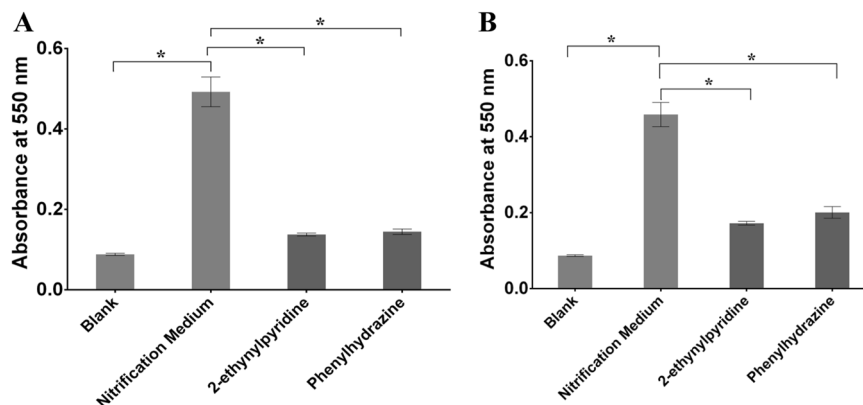 A
Absorbance at 550 nm
0.6
0.4
0.2
0.0
*
*
*
Blank
Nitrification Medium
2-ethynylpyridine
Phenylhydrazine
B
Absorbance at 550 nm
0.6
0.4
0.2
0.0
*
*
*
Blank
Nitrification Medium
2-ethynylpyridine
Phenylhydrazine